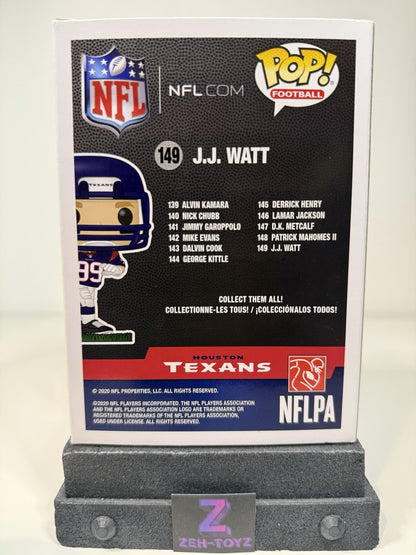 NFL
NFL.COM
POP!
FOOTBALL
149 J.J. WATT
139 ALVIN KAMARA
140 NICK CHUBB
141 JIMMY GAROPPOLO
142 MIKE EVANS
143 DALVIN COOK
144 GEORGE KITTLE
145 DERRICK HENRY
146 LAMAR JACKSON
147 D.K. METCALF
148 PATRICK MAHOMES II
149 J.J. WATT
TEXANS
99
COLLECT THEM ALL!
COLLECTIONNE-LES TOUS! / ¡COLECCIÓNALOS TODOS!
HOUSTON
TEXANS
NFLPA
© 2020 NFL PROPERTIES, LLC. ALL RIGHTS RESERVED.
©2020 NFL PLAYERS INCORPORATED. THE NFL PLAYERS ASSOCIATION
AND THE NFL PLAYERS ASSOCIATION LOGO ARE TRADEMARKS OR
REGISTERED TRADEMARKS OF THE NFL PLAYERS ASSOCIATION,
USED UNDER LICENSE. ALL RIGHTS RESERVED.
Z
ZEH-TOYZ